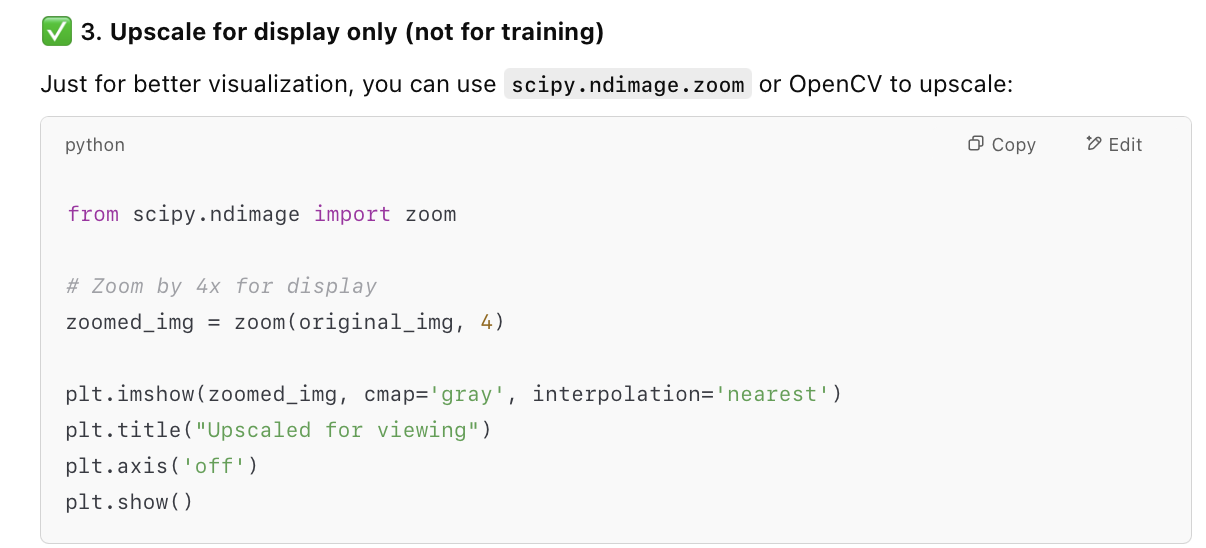 ✅ 3. Upscale for display only (not for training)
Just for better visualization, you can use scipy.ndimage.zoom or OpenCV to upscale:
python Copy Edit
from scipy.ndimage import zoom
# Zoom by 4x for display
zoomed_img = zoom(original_img, 4)
plt.imshow(zoomed_img, cmap='gray', interpolation='nearest')
plt.title("Upscaled for viewing")
plt.axis('off')
plt.show()